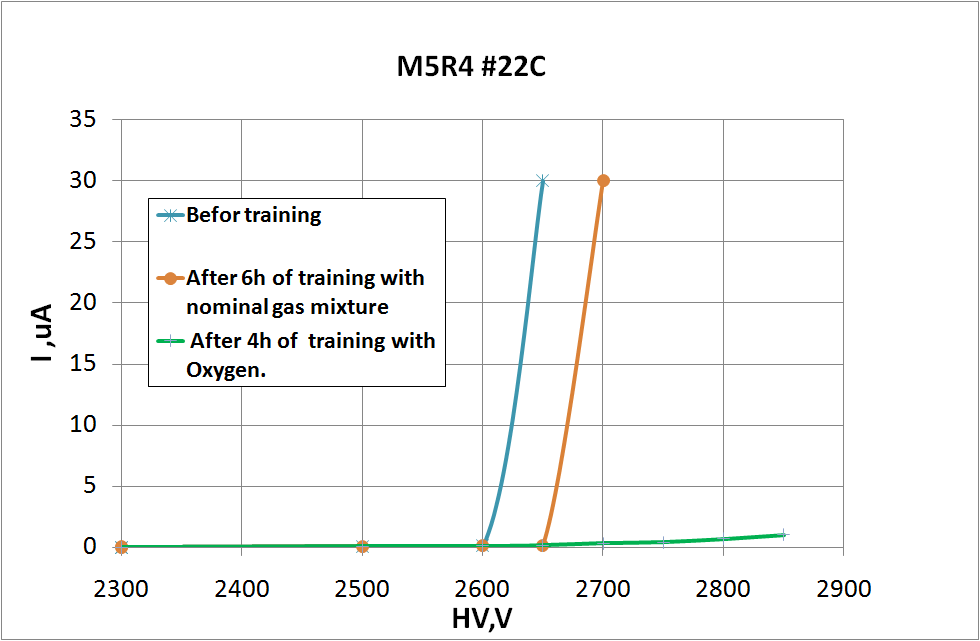 M5R4 #22C
35
30
25
20
15
10
5
0
I ,uA
Befor training
After 6h of training with
nominal gas mixture
After 4h of  training with
Oxygen.
2300 2400 2500 2600 2700 2800 2900
HV,V